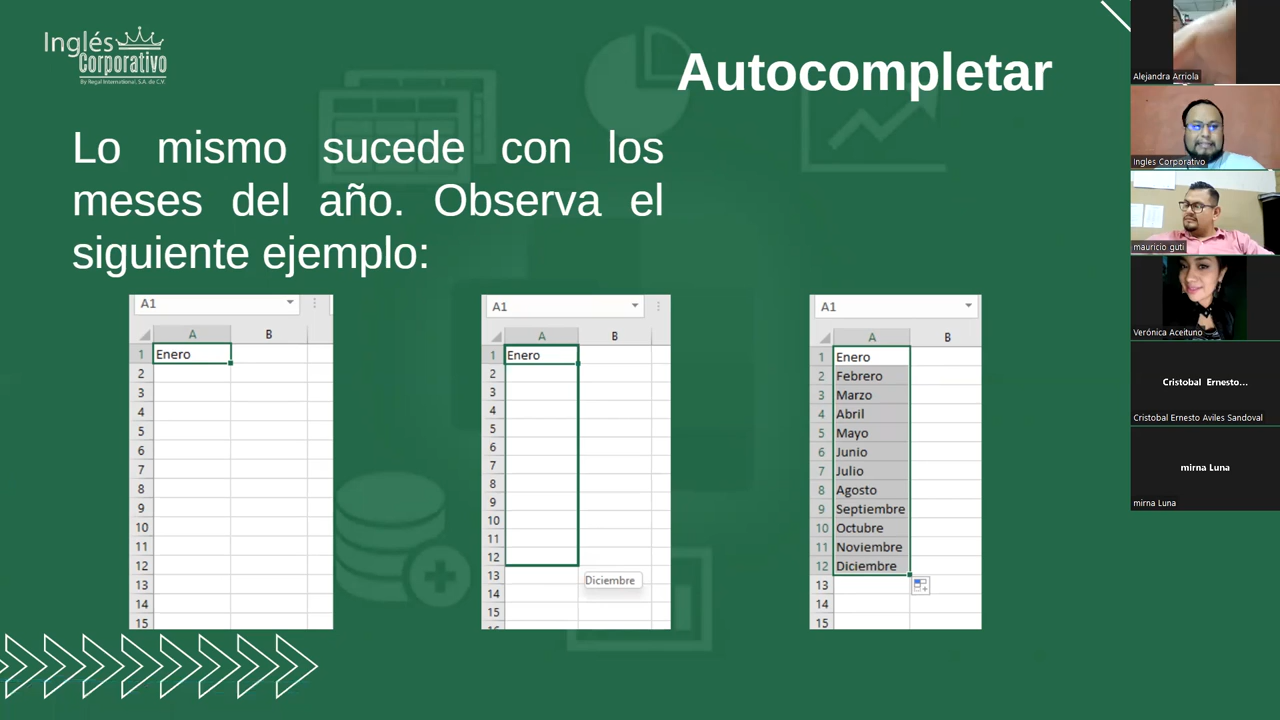 Inglés
Corporativo
By Regal International, S.A. de C.V.
Autocompletar
Lo mismo sucede con los
meses del año. Observa el
siguiente ejemplo:
A1
A B
1 Enero
2
3
4
5
6
7
8
9
10
11
12
13
14
15
A1
A B
1 Enero
2
3
4
5
6
7
8
9
10
11
12
13
Diciembre
14
15
A1
A B
1 Enero
2 Febrero
3 Marzo
4 Abril
5 Mayo
6 Junio
7 Julio
8 Agosto
9 Septiembre
10 Octubre
11 Noviembre
12 Diciembre
13
14
15
Alejandra Arriola
Ingles Corporativo
mauricio guti
Verónica Aceituno
Cristobal Ernesto...
Cristobal Ernesto Aviles Sandoval
mirna Luna
mirna Luna